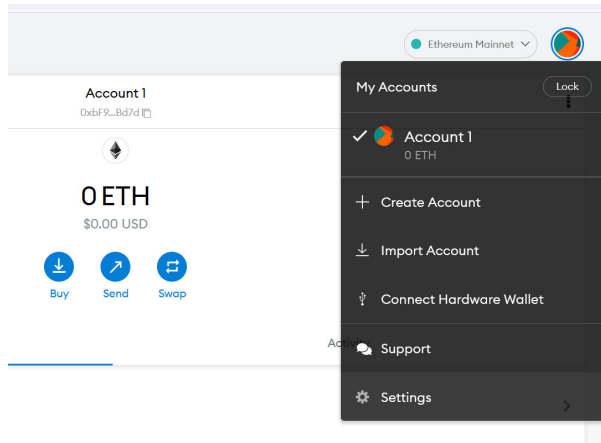 Ethereum Mainnet
My Accounts
Lock
Account 1
0xbF9...Bd7d
Account 1
0 ETH
0 ETH
$0.00 USD
Create Account
Import Account
Buy
Send
Swap
Connect Hardware Wallet
Activity
Support
Settings